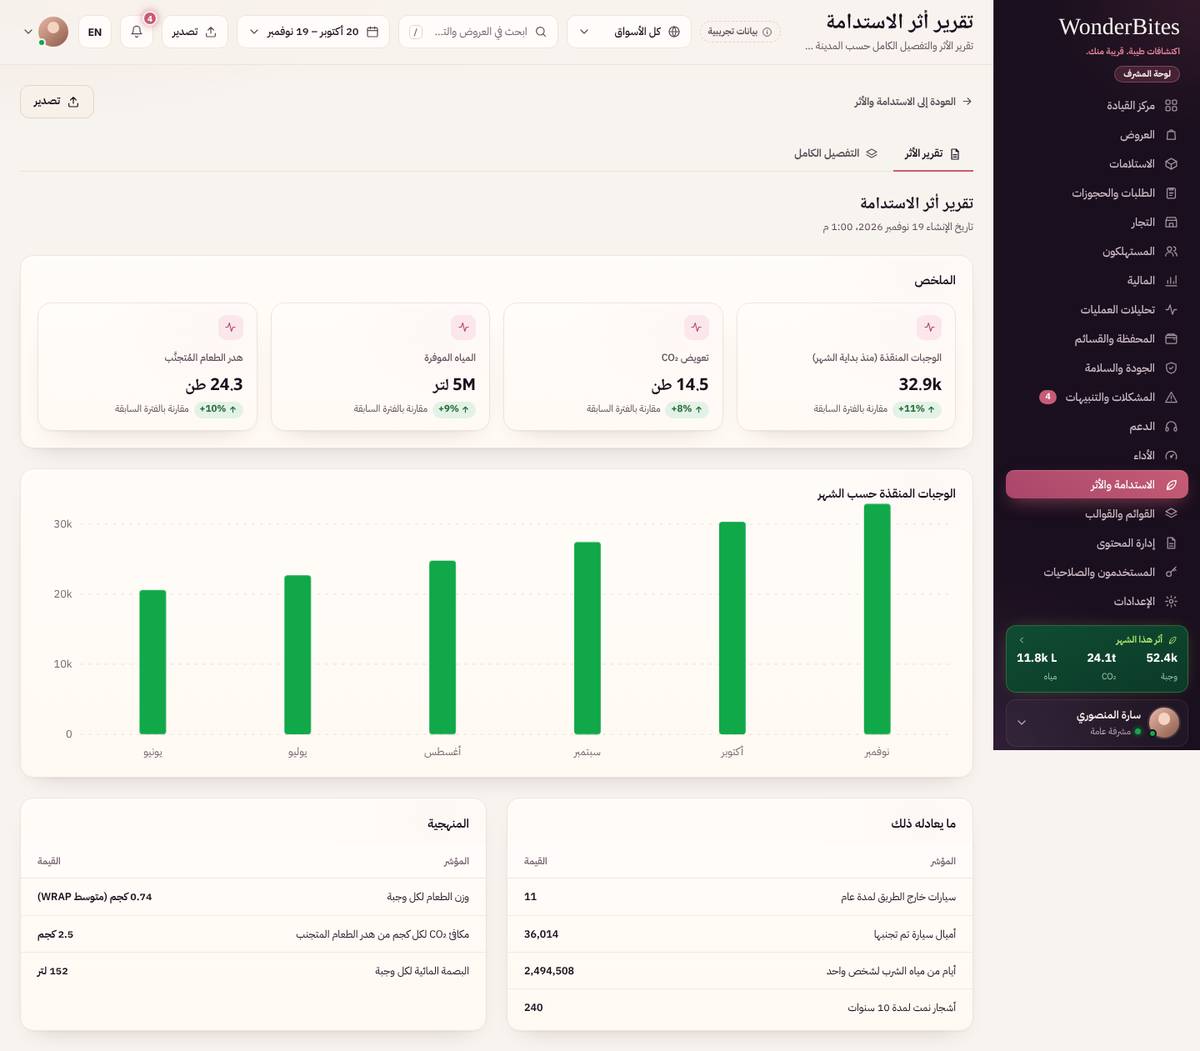 WonderBites
اكتشافات طيبة. قريبة منك.
لوحة المشرف
مركز القيادة
العروض
الاستلامات
الطلبات والحجوزات
التجار
المستهلكون
المالية
تحليلات العمليات
المحفظة والقسائم
الجودة والسلامة
المشكلات والتنبيهات 4
الدعم
الأداء
الاستدامة والأثر
القوائم والقوالب
إدارة المحتوى
المستخدمون والصلاحيات
الإعدادات
أثر هذا الشهر
52.4k 24.1t 11.8k L
وجبة CO₂ مياه
سارة المنصوري
مشرفة عامة
تقرير أثر الاستدامة
تقرير الأثر والتفصيل الكامل حسب المدينة ...
بيانات تجريبية
كل الأسواق
ابحث في العروض والتـ... /
20 أكتوبر – 19 نوفمبر
تصدير
4
EN
العودة إلى الاستدامة والأثر
تصدير
تقرير الأثر
التفصيل الكامل
تقرير أثر الاستدامة
تاريخ الإنشاء 19 نوفمبر 2026، 1:00 م
الملخص
الوجبات المنقذة (منذ بداية الشهر)
32.9k
+11% مقارنة بالفترة السابقة
تعويض CO₂
14.5 طن
+8% مقارنة بالفترة السابقة
المياه الموفرة
5M لتر
+9% مقارنة بالفترة السابقة
هدر الطعام المُتجنَّب
24.3 طن
+10% مقارنة بالفترة السابقة
الوجبات المنقذة حسب الشهر
30k
20k
10k
0
نوفمبر أكتوبر سبتمبر أغسطس يوليو يونيو
ما يعادله ذلك
المؤشر القيمة
سيارات خارج الطريق لمدة عام 11
أميال سيارة تم تجنبها 36,014
أيام من مياه الشرب لشخص واحد 2,494,508
أشجار نمت لمدة 10 سنوات 240
المنهجية
المؤشر القيمة
وزن الطعام لكل وجبة 0.74 كجم (متوسط WRAP)
مكافئ CO₂ لكل كجم من هدر الطعام المتجنب 2.5 كجم
البصمة المائية لكل وجبة 152 لتر